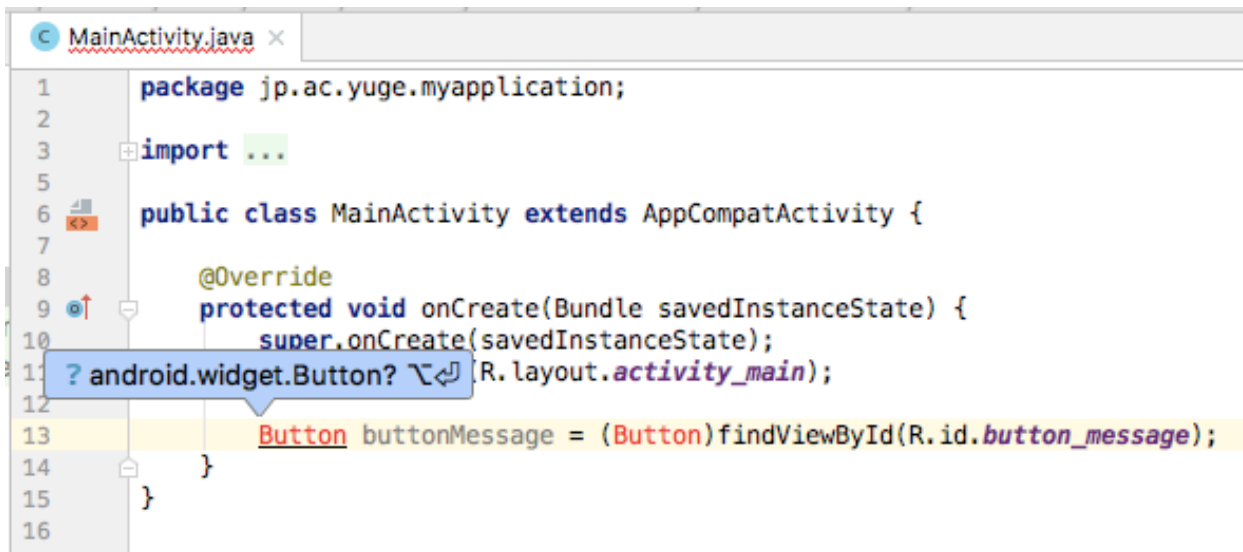 C MainActivity.java ×
1 package jp.ac.yuge.myapplication;
2
3 import ...
5
6 public class MainActivity extends AppCompatActivity {
7
8 @Override
9 protected void onCreate(Bundle savedInstanceState) {
10 super.onCreate(savedInstanceState);
11 ? android.widget.Button? ⌥⏎ (R.layout.activity_main);
12
13 Button buttonMessage = (Button)findViewById(R.id.button_message);
14 }
15 }
16